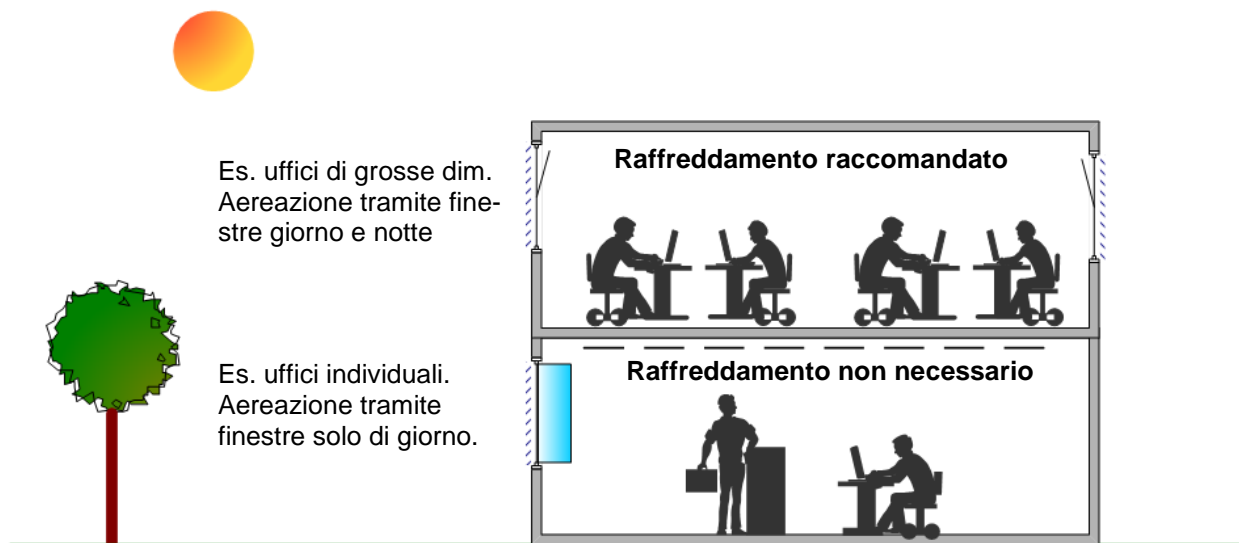 Es. uffici di grosse dim.
Aereazione tramite fine-
stre giorno e notte
Raffreddamento raccomandato
Es. uffici individuali.
Aereazione tramite
finestre solo di giorno.
Raffreddamento non necessario